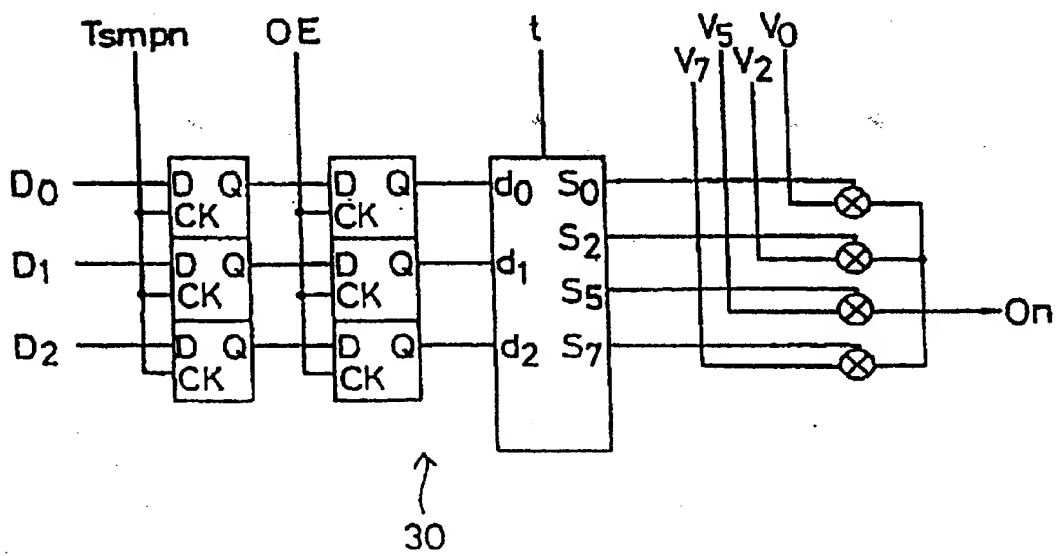 Tsmpn OE t V5 V0
V7 V2
D0 D Q D Q d0 S0
CK CK
S2
D1 D Q D Q d1
CK CK S5 On
D2 D Q D Q d2 S7
CK CK
30